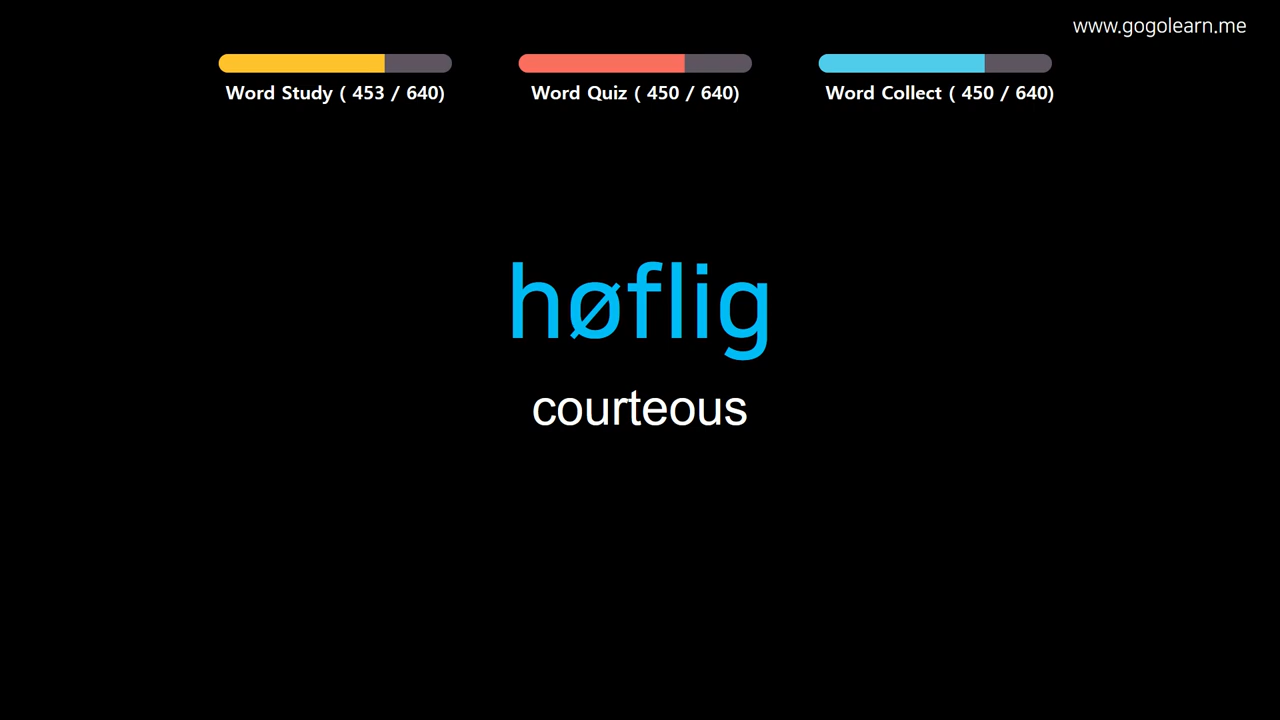 www.gogolearn.me
Word Study ( 453 / 640)
Word Quiz ( 450 / 640)
Word Collect ( 450 / 640)
høflig
courteous